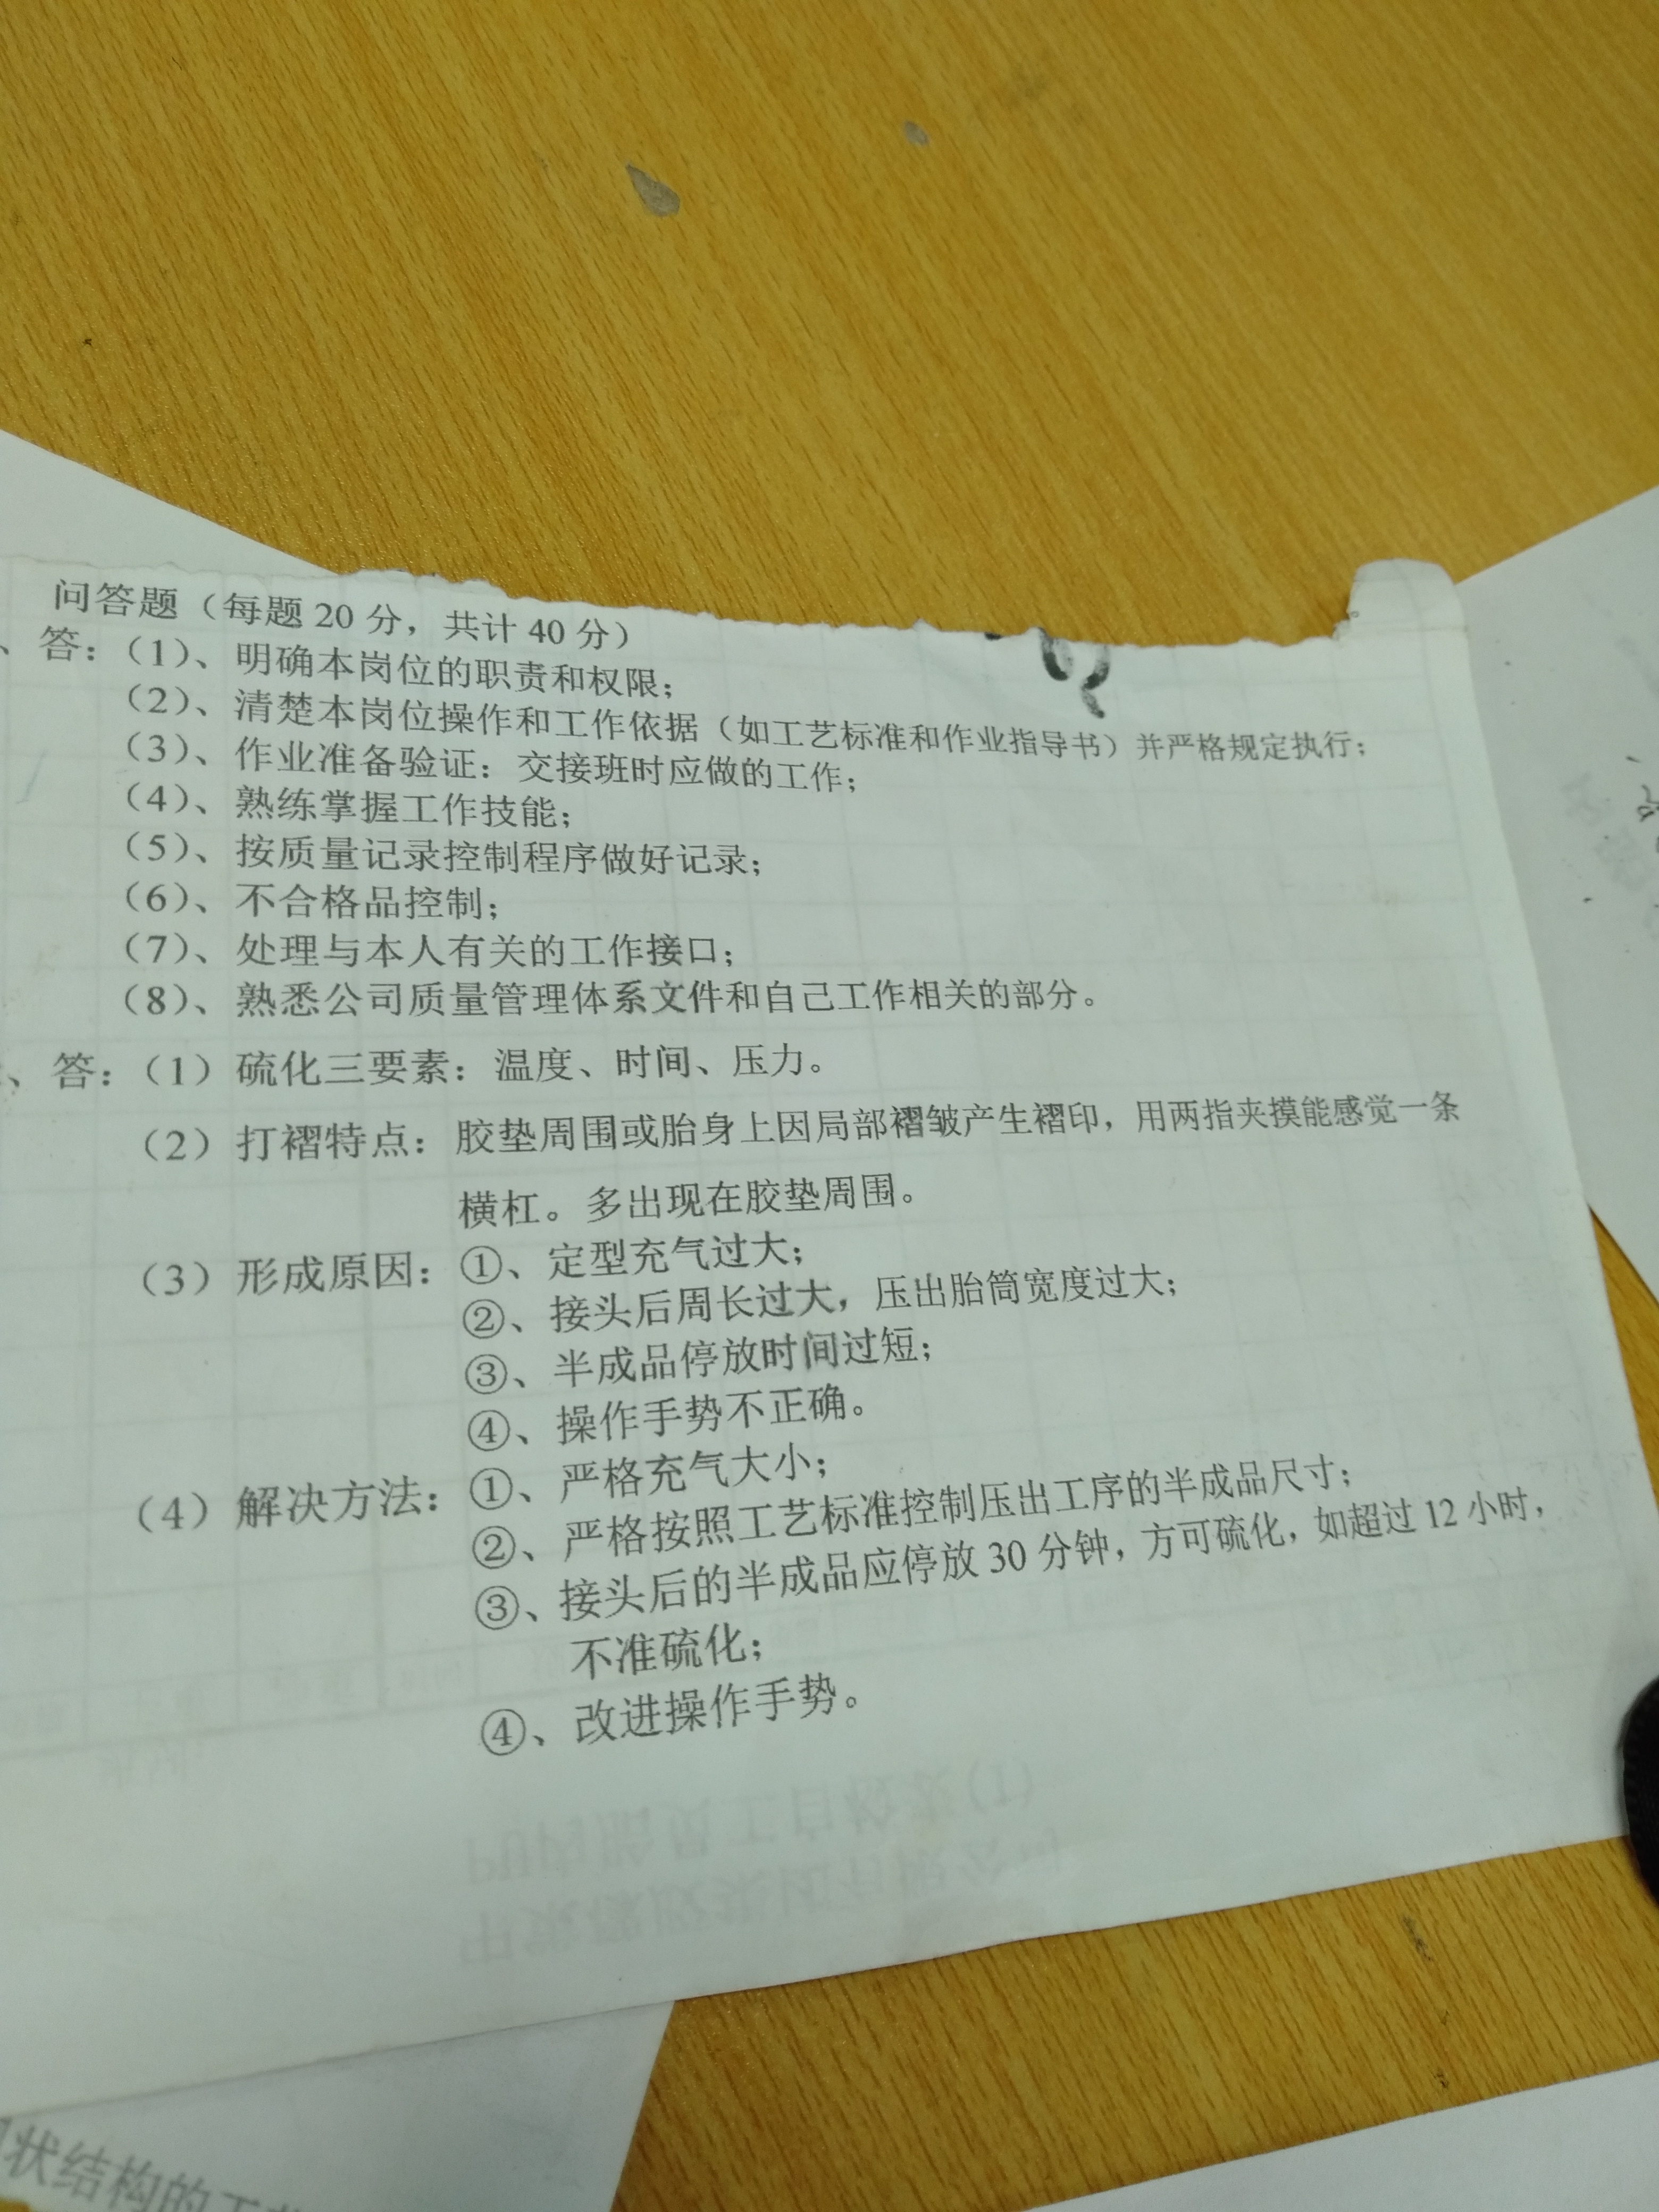 问答题（每题 20 分，共计 40 分）
、答：（1）、明确本岗位的职责和权限；
（2）、清楚本岗位操作和工作依据（如工艺标准和作业指导书）并严格规定执行；
（3）、作业准备验证：交接班时应做的工作；
（4）、熟练掌握工作技能；
（5）、按质量记录控制程序做好记录；
（6）、不合格品控制；
（7）、处理与本人有关的工作接口；
（8）、熟悉公司质量管理体系文件和自己工作相关的部分。
、答：（1）硫化三要素：温度、时间、压力。
（2）打褶特点：胶垫周围或胎身上因局部褶皱产生褶印，用两指夹摸能感觉一条
横杠。多出现在胶垫周围。
（3）形成原因：①、定型充气过大；
②、接头后周长过大，压出胎筒宽度过大；
③、半成品停放时间过短；
④、操作手势不正确。
（4）解决方法：①、严格充气大小；
②、严格按照工艺标准控制压出工序的半成品尺寸；
③、接头后的半成品应停放 30 分钟，方可硫化，如超过 12 小时，
不准硫化；
④、改进操作手势。
状结构的